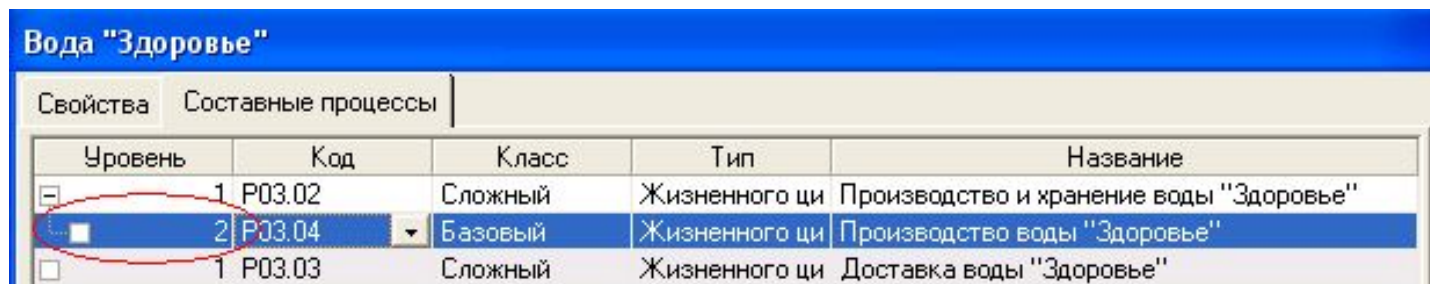 Вода "Здоровье"
Свойства Составные процессы
Уровень Код Класс Тип Название
1 P03.02 Сложный Жизненного ци Производство и хранение воды "Здоровье"
2 P03.04 Базовый Жизненного ци Производство воды "Здоровье"
1 P03.03 Сложный Жизненного ци Доставка воды "Здоровье"